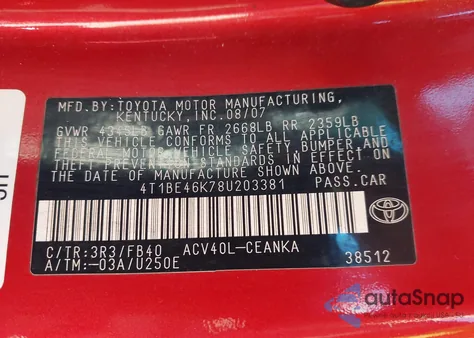 MFD.BY:TOYOTA MOTOR MANUFACTURING,
KENTUCKY, INC. 08/07
GVWR 4345LB GAWR FR 2668LB RR 2359LB
THIS VEHICLE CONFORMS TO ALL
APPLICABLE FEDERAL MOTOR
VEHICLE SAFETY, BUMPER, AND
THEFT PREVENTION STANDARDS IN EFFECT ON
THE DATE OF MANUFACTURE SHOWN ABOVE.
4T1BE46K78U203381 PASS.CAR
C/TR:3R3/FB40 ACV40L-CEANKA
A/TM:-03A/U250E
38512
autoSnap